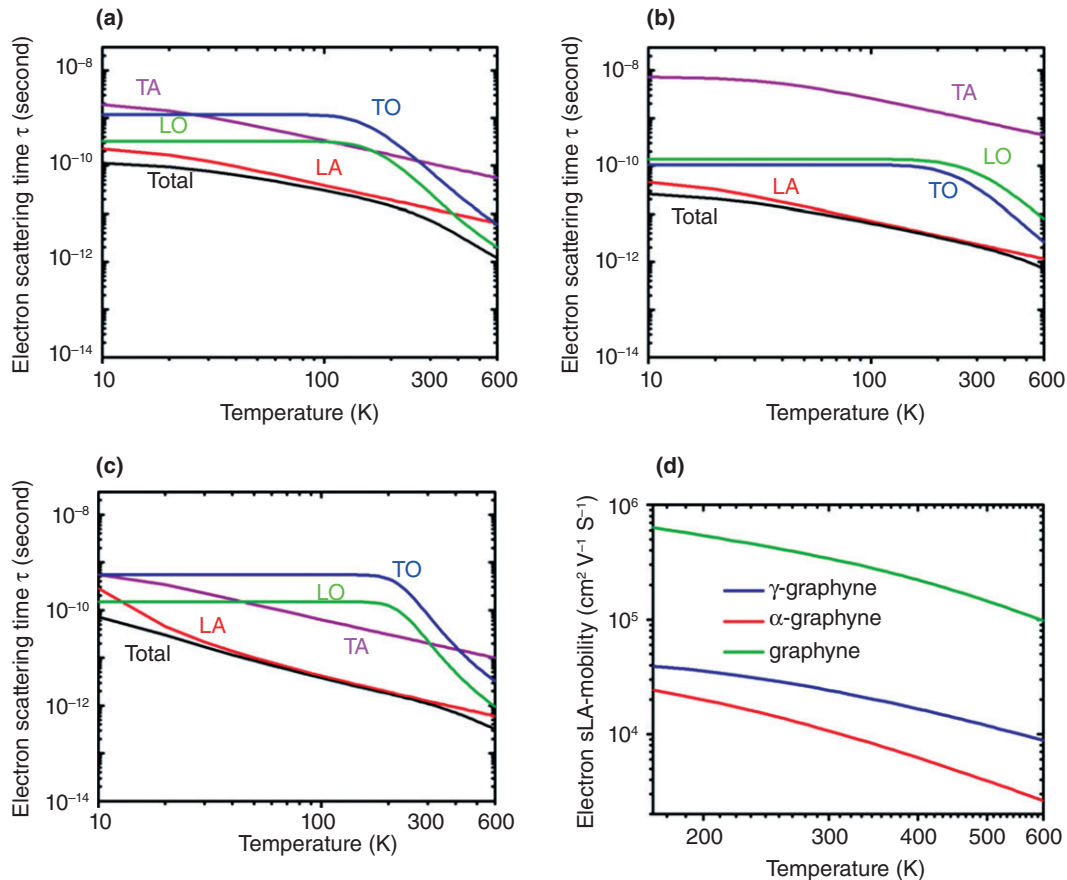 (a)
Electron scattering time τ (second)
10⁻⁸
10⁻¹⁰
10⁻¹²
10⁻¹⁴
TA
TO
LO
LA
Total
10
100
300
600
Temperature (K)
(b)
Electron scattering time τ (second)
10⁻⁸
10⁻¹⁰
10⁻¹²
10⁻¹⁴
TA
LO
TO
LA
Total
10
100
300
600
Temperature (K)
(c)
Electron scattering time τ (second)
10⁻⁸
10⁻¹⁰
10⁻¹²
10⁻¹⁴
TO
LO
LA
TA
Total
10
100
300
600
Temperature (K)
(d)
Electron sLA-mobility (cm² V⁻¹ S⁻¹)
10⁶
10⁵
10⁴
γ-graphyne
α-graphyne
graphyne
200
300
400
500
600
Temperature (K)